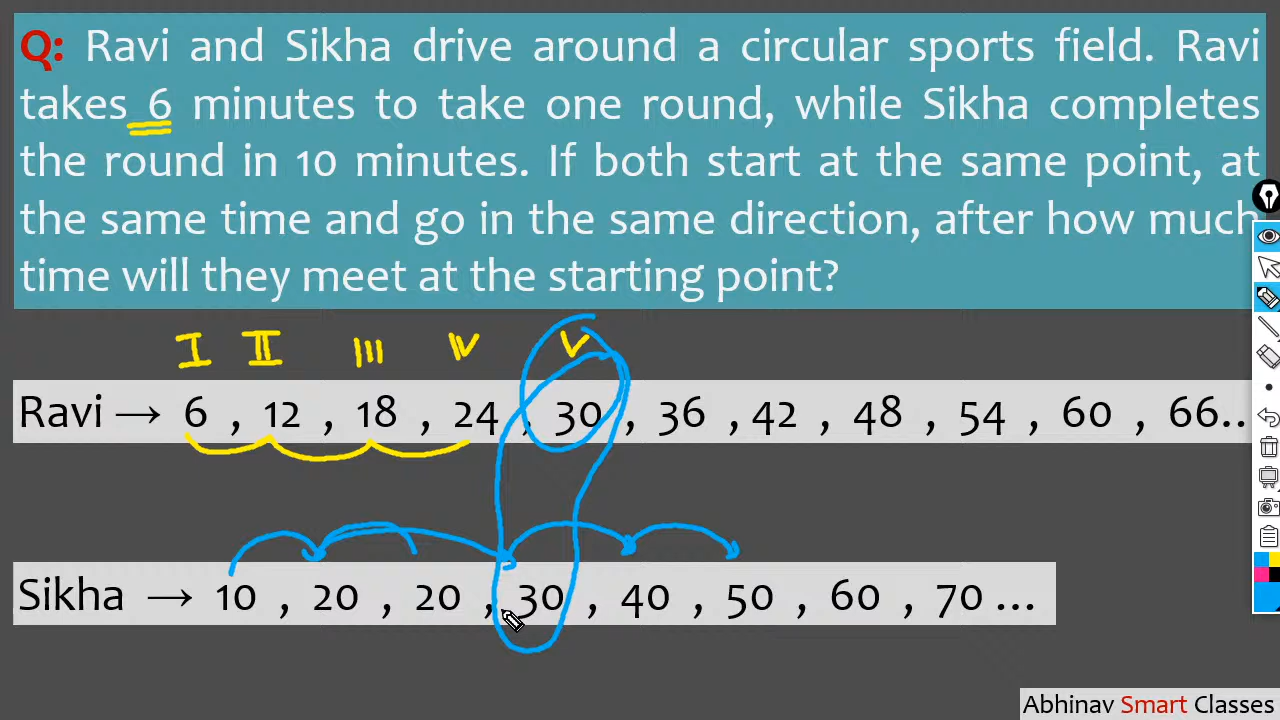 Q: Ravi and Sikha drive around a circular sports field. Ravi
takes 6 minutes to take one round, while Sikha completes
the round in 10 minutes. If both start at the same point, at
the same time and go in the same direction, after how much
time will they meet at the starting point?
I II III IV V
Ravi → 6 , 12 , 18 , 24 , 30 , 36 , 42 , 48 , 54 , 60 , 66..
Sikha → 10 , 20 , 20 , 30 , 40 , 50 , 60 , 70 ...
Abhinav Smart Classes